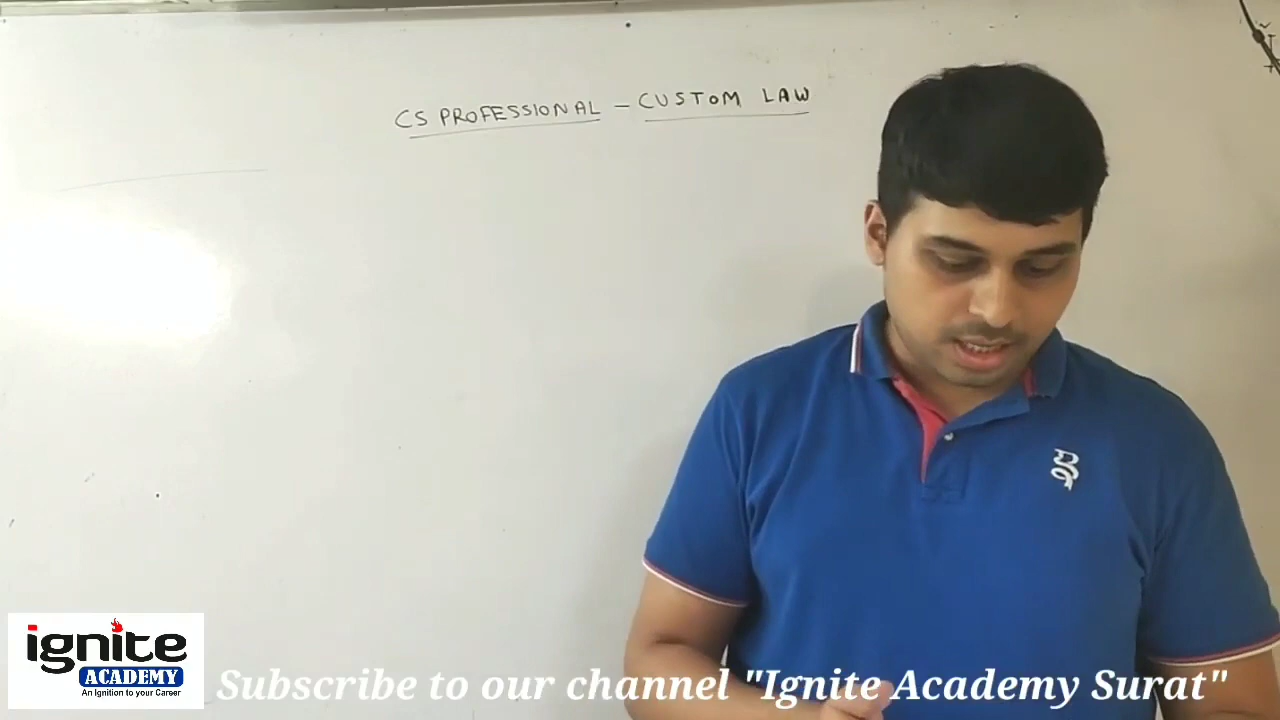 CS PROFESSIONAL – CUSTOM LAW
ignite
ACADEMY
An Ignition to your Career
Subscribe to our channel "Ignite Academy Surat"